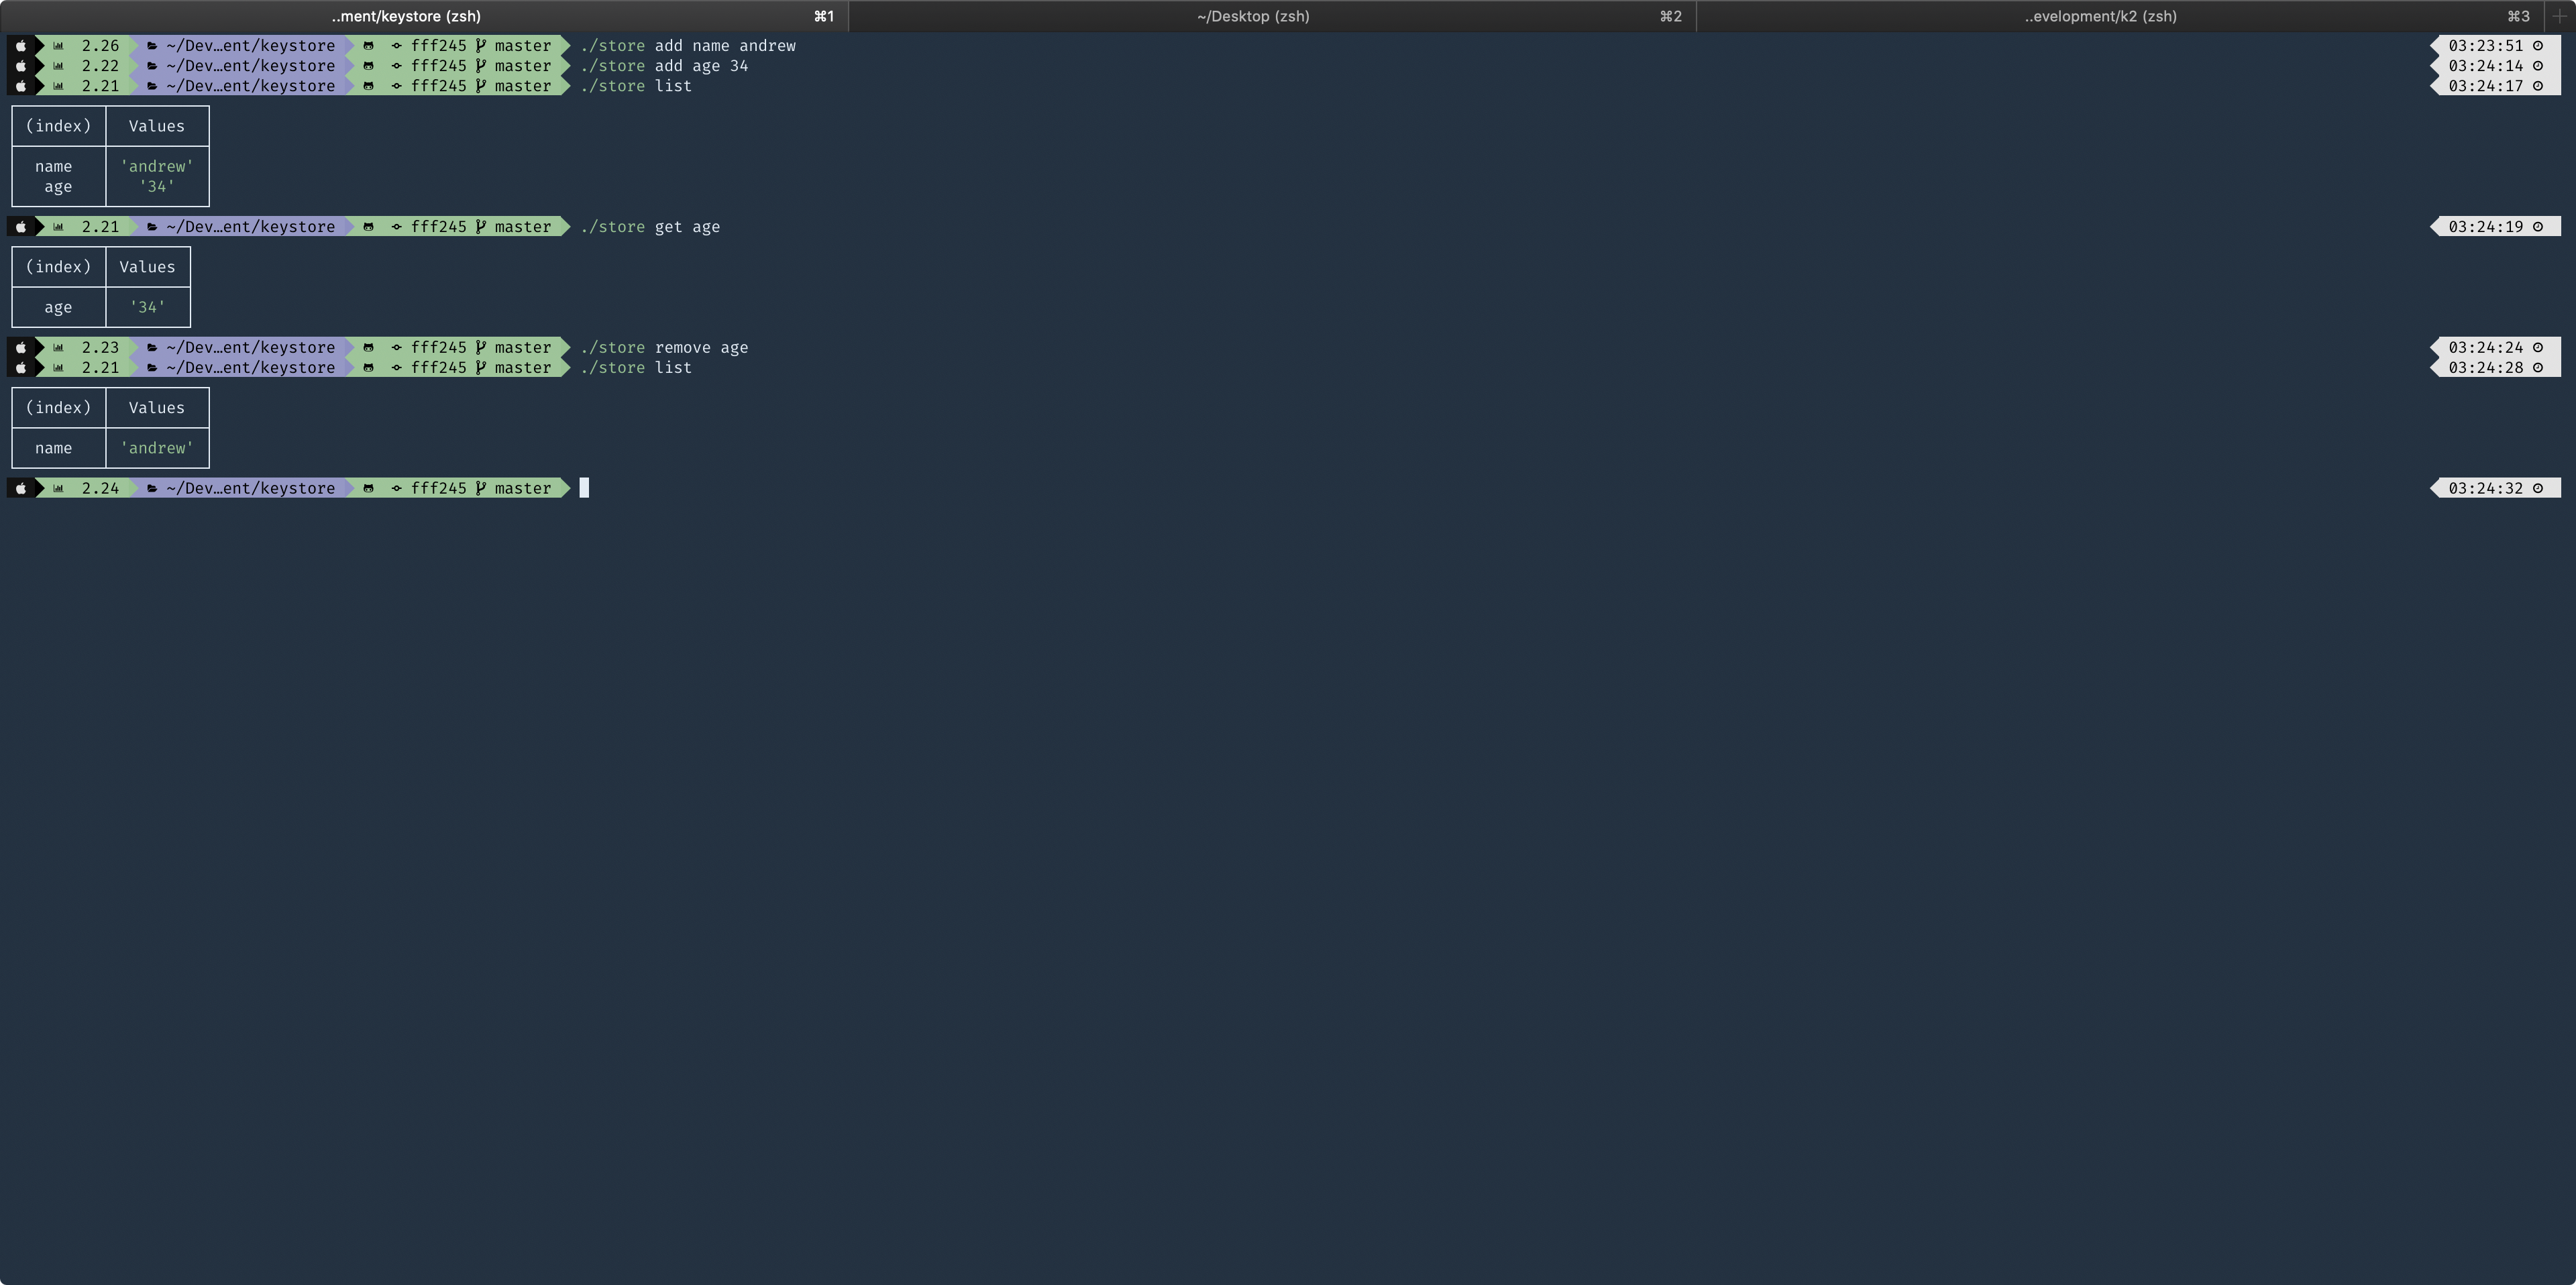 ..ment/keystore (zsh) ⌘1 ~/Desktop (zsh) ⌘2 ..evelopment/k2 (zsh) ⌘3
2.26 ~/Dev…ent/keystore fff245 master ./store add name andrew 03:23:51
2.22 ~/Dev…ent/keystore fff245 master ./store add age 34 03:24:14
2.21 ~/Dev…ent/keystore fff245 master ./store list 03:24:17
(index) Values
name 'andrew'
age '34'
2.21 ~/Dev…ent/keystore fff245 master ./store get age 03:24:19
(index) Values
age '34'
2.23 ~/Dev…ent/keystore fff245 master ./store remove age 03:24:24
2.21 ~/Dev…ent/keystore fff245 master ./store list 03:24:28
(index) Values
name 'andrew'
2.24 ~/Dev…ent/keystore fff245 master 03:24:32